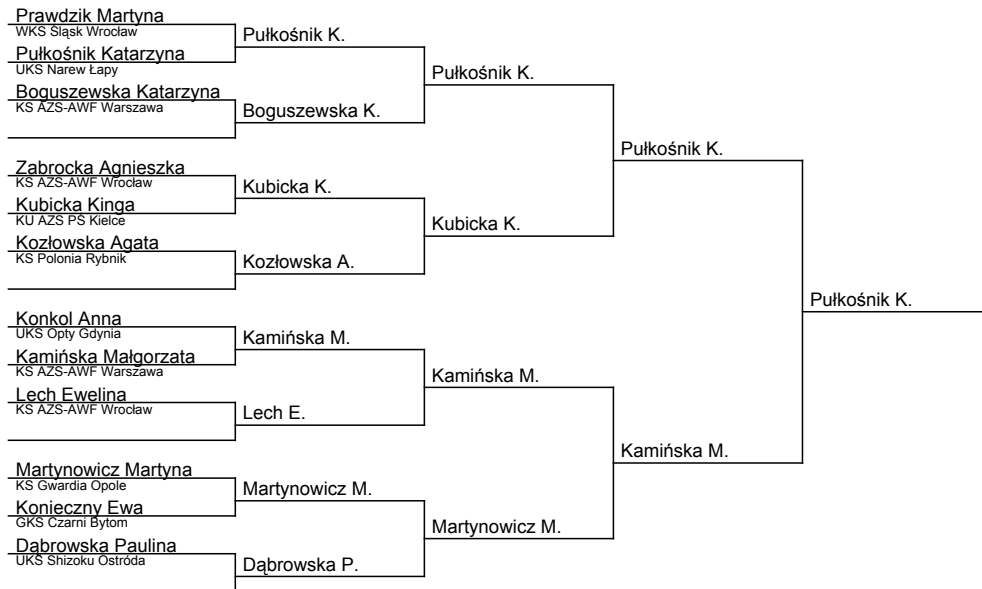 Prawdzik Martyna
WKS Śląsk Wrocław
Pułkośnik K.
Pułkośnik Katarzyna
UKS Narew Łapy
Pułkośnik K.
Boguszewska Katarzyna
KS AZS-AWF Warszawa
Boguszewska K.
Pułkośnik K.
Zabrocka Agnieszka
KS AZS-AWF Wrocław
Kubicka K.
Kubicka Kinga
KU AZS PŚ Kielce
Kubicka K.
Kozłowska Agata
KS Polonia Rybnik
Kozłowska A.
Pułkośnik K.
Konkol Anna
UKS Opty Gdynia
Kamińska M.
Kamińska Małgorzata
KS AZS-AWF Warszawa
Kamińska M.
Lech Ewelina
KS AZS-AWF Wrocław
Lech E.
Kamińska M.
Martynowicz Martyna
KS Gwardia Opole
Martynowicz M.
Konieczny Ewa
GKS Czarni Bytom
Martynowicz M.
Dąbrowska Paulina
UKS Shizoku Ostróda
Dąbrowska P.